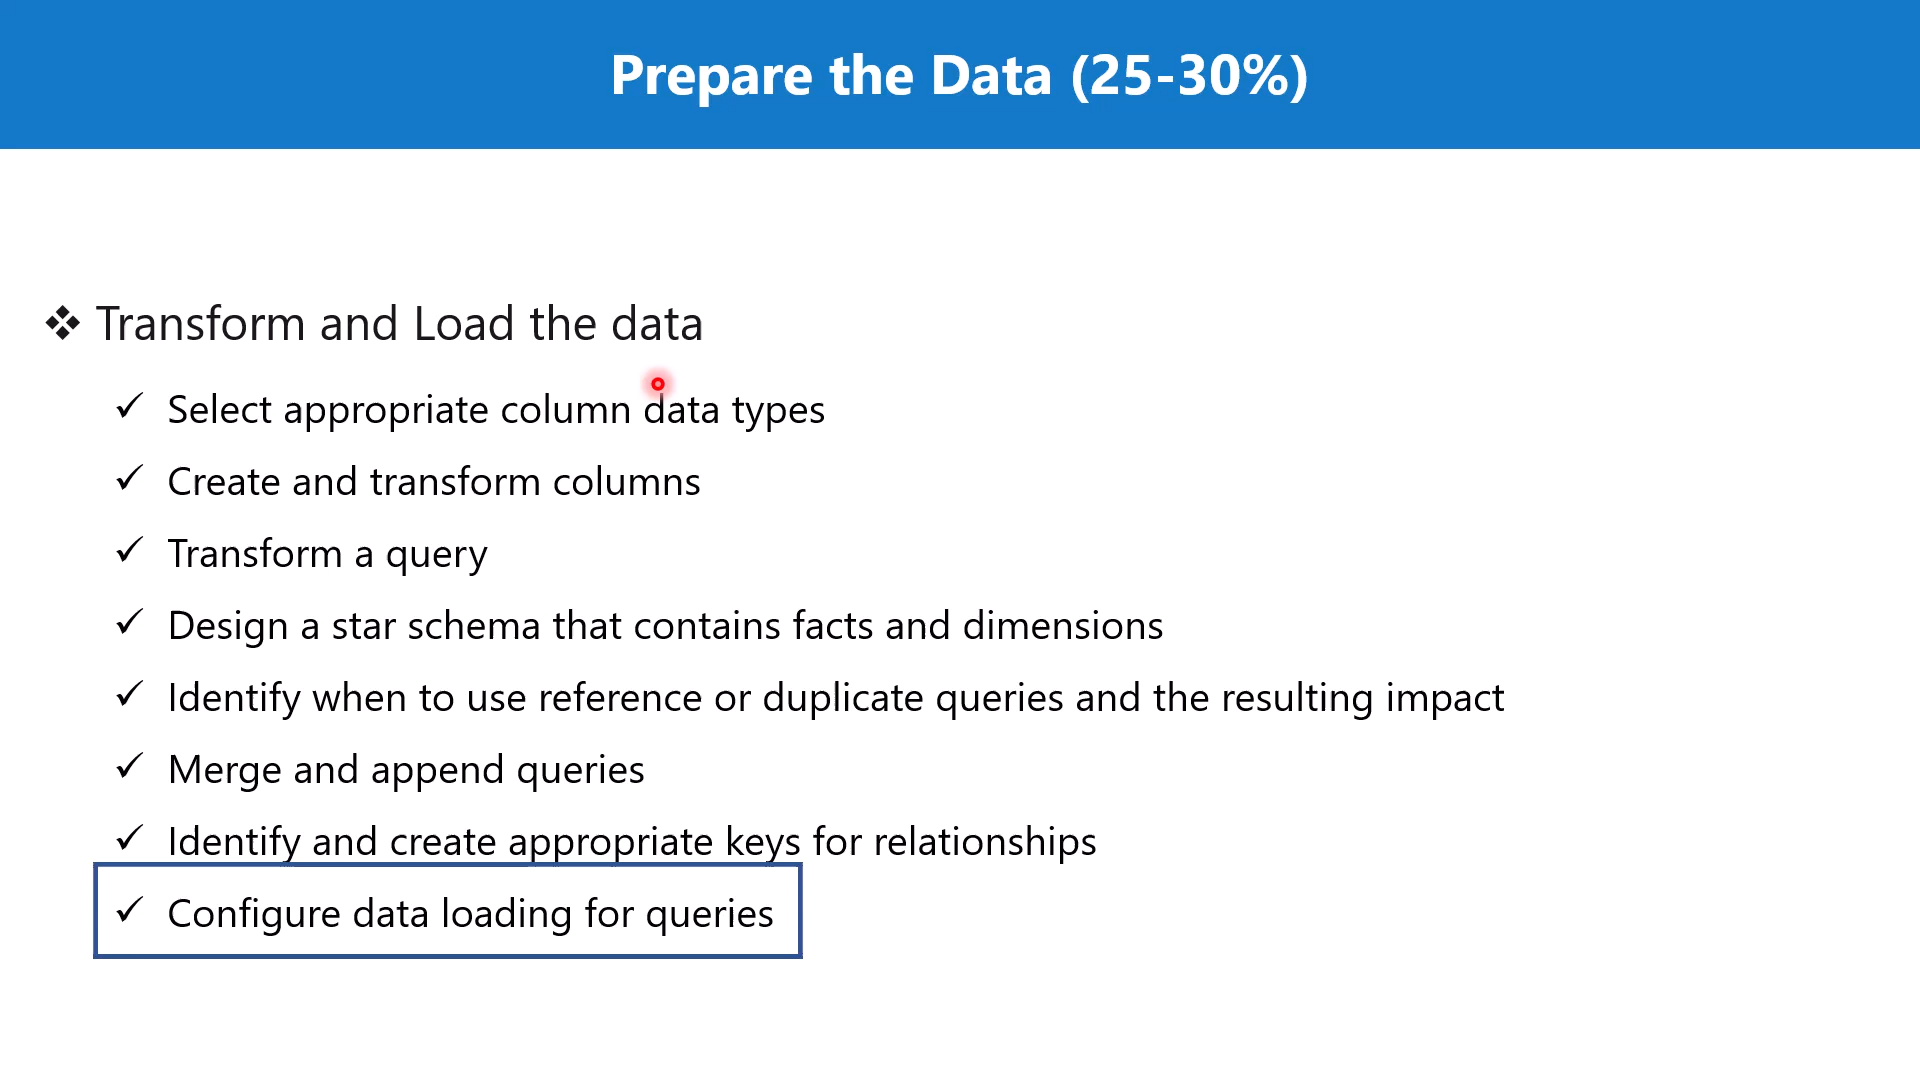 Prepare the Data (25-30%)
❖ Transform and Load the data
✓ Select appropriate column data types
✓ Create and transform columns
✓ Transform a query
✓ Design a star schema that contains facts and dimensions
✓ Identify when to use reference or duplicate queries and the resulting impact
✓ Merge and append queries
✓ Identify and create appropriate keys for relationships
✓ Configure data loading for queries